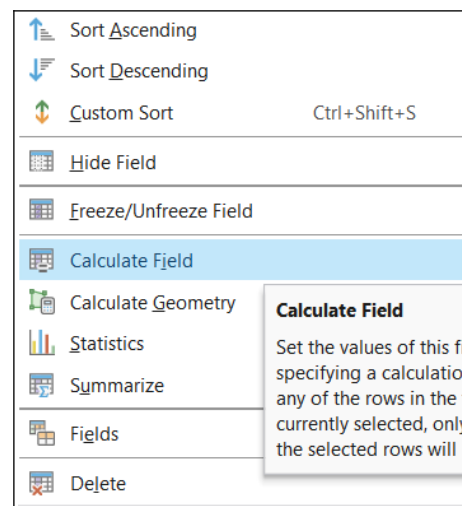 Sort Ascending
Sort Descending
Custom Sort Ctrl+Shift+S
Hide Field
Freeze/Unfreeze Field
Calculate Field
Calculate Geometry
Statistics
Summarize
Fields
Delete
Calculate Field
Set the values of this
specifying a
any of the rows in the
currently selected,
the selected rows will